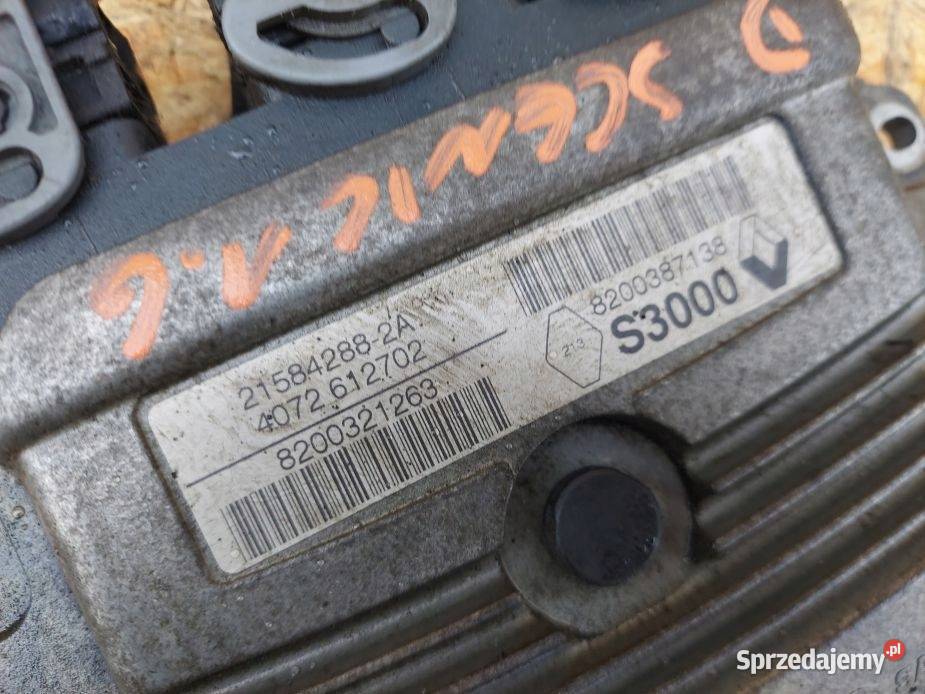 SCENIC 1.6
21584288-2A
4072 612702
8200321263
8200387138
213
S3000
Sprzedajemy.pl